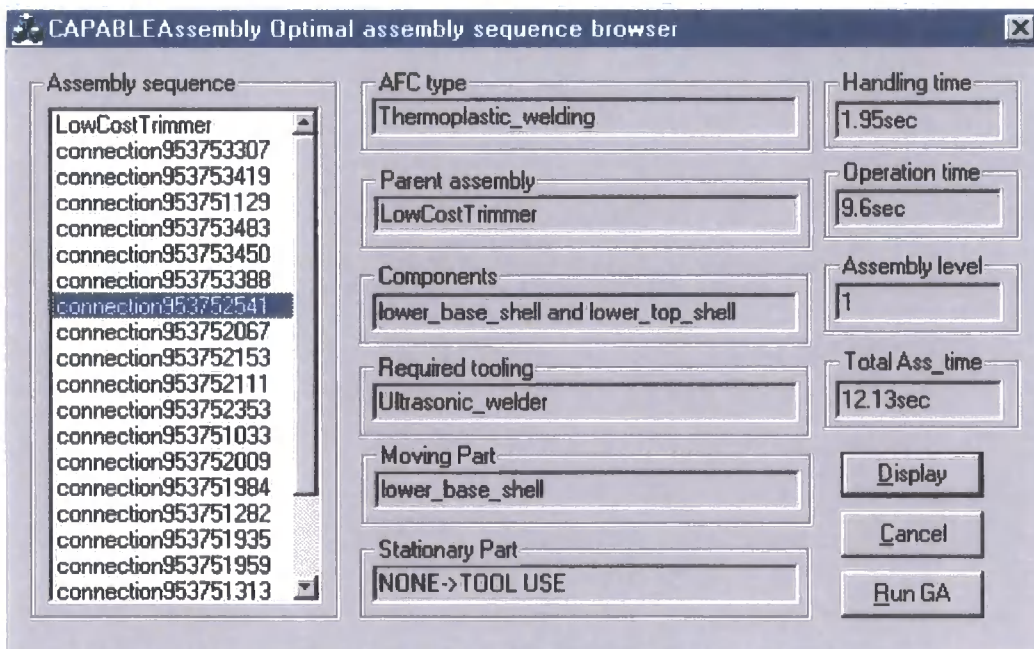 CAPABLEAssembly Optimal assembly sequence browser
Assembly sequence
LowCostTrimmer
connection953753307
connection953753419
connection953751129
connection953753483
connection953753450
connection953753388
connection953752541
connection953752067
connection953752153
connection953752111
connection953752353
connection953751033
connection953752009
connection953751984
connection953751282
connection953751935
connection953751959
connection953751313
AFC type
Thermoplastic_welding
Parent assembly
LowCostTrimmer
Components
lower_base_shell and lower_top_shell
Required tooling
Ultrasonic_welder
Moving Part
lower_base_shell
Stationary Part
NONE->TOOL USE
Handling time
1.95sec
Operation time
9.6sec
Assembly level
1
Total Ass_time
12.13sec
Display
Cancel
Run GA